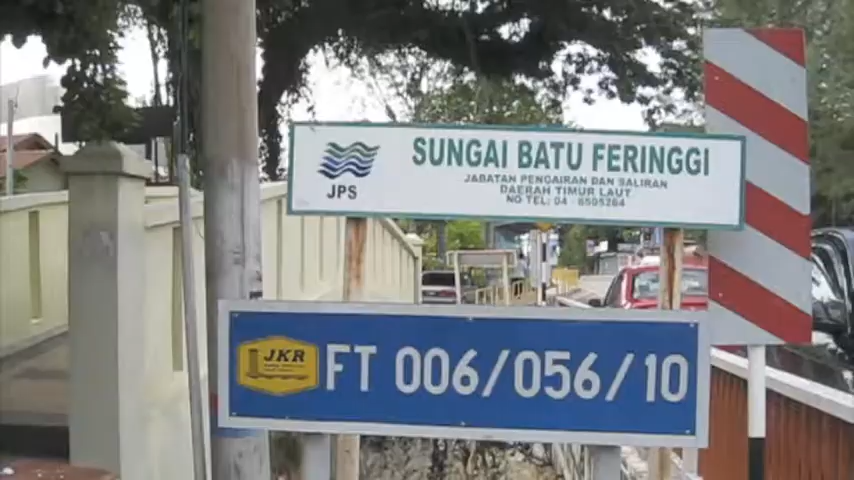 SUNGAI BATU FERINGGI
JPS
JABATAN PENGAIRAN DAN SALIRAN
DAERAH TIMUR LAUT
NO TEL: 04 6505264
JKR
FT 006/056/10